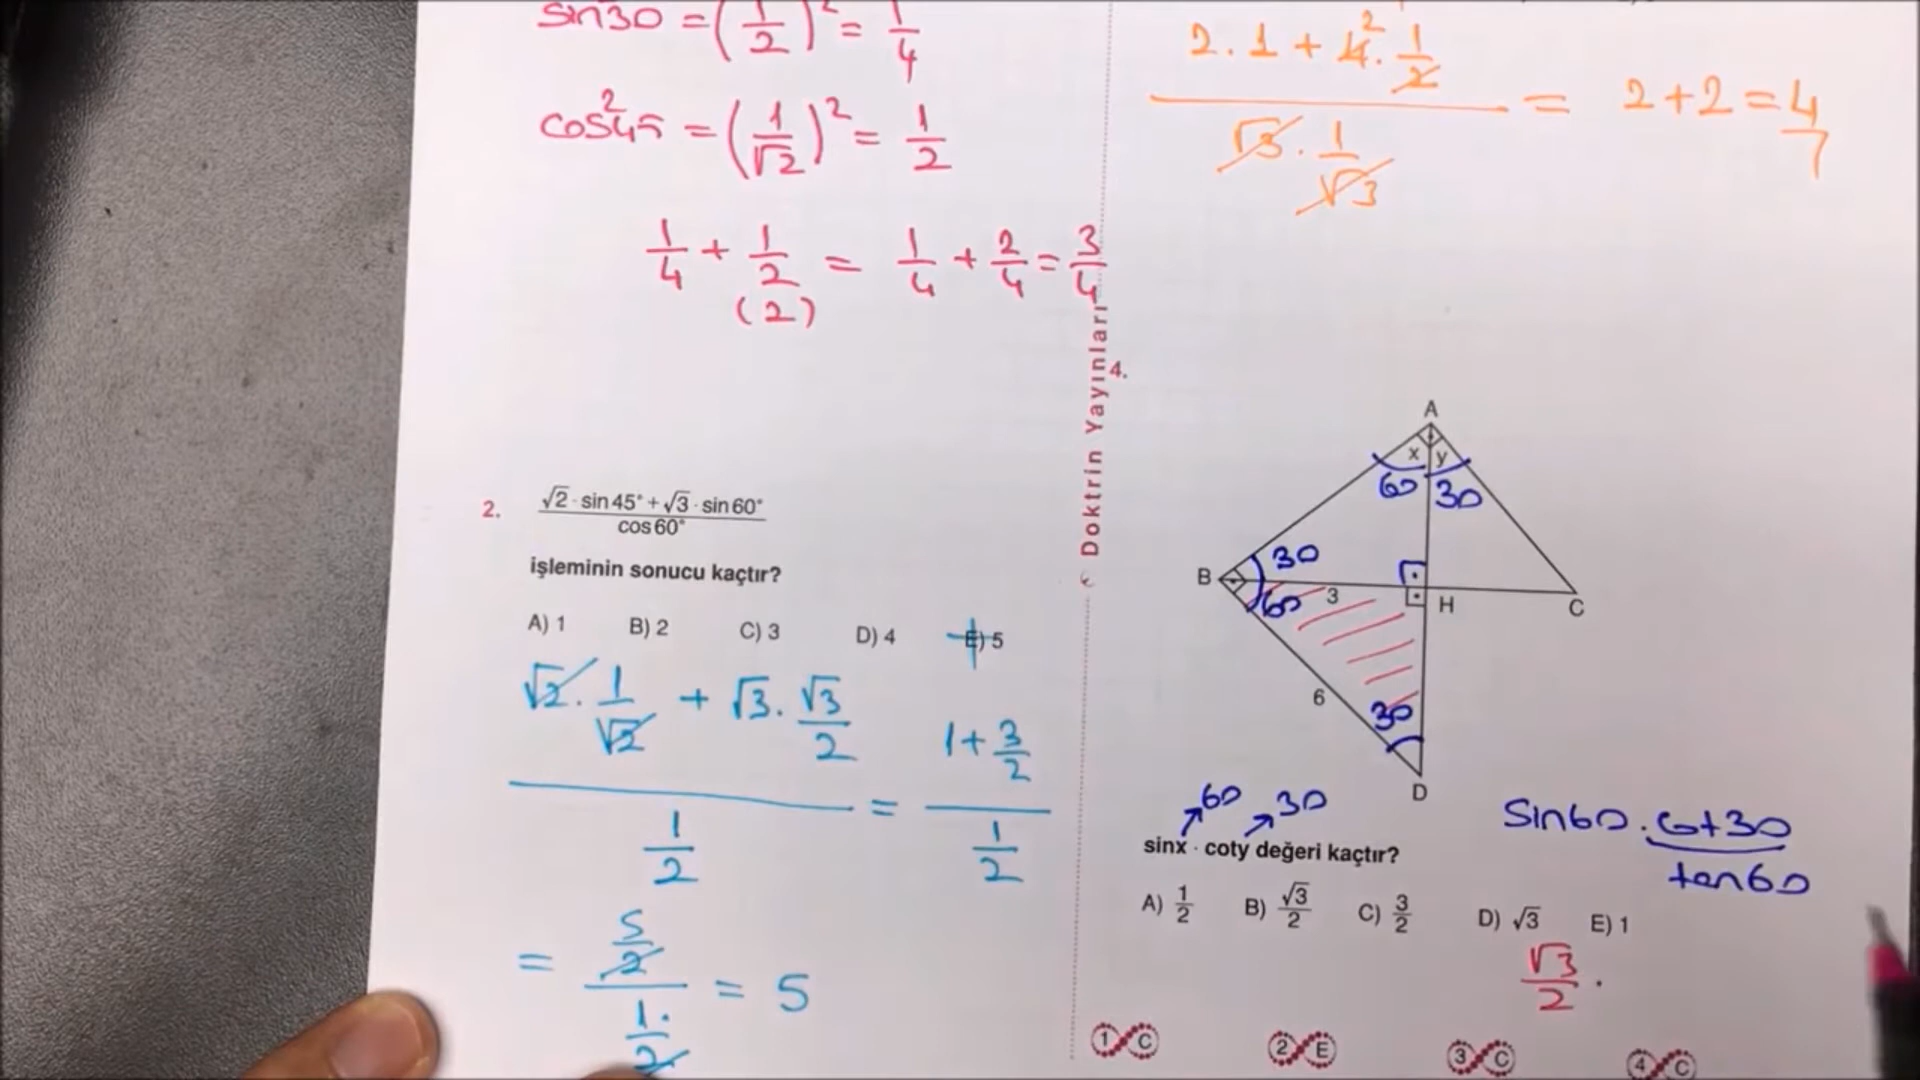 sin²30 = (1/2)² = 1/4
cos²45 = (1/√2)² = 1/2
1/4 + 1/2 = 1/4 + 2/4 = 3/4
(2)
2.
√2 · sin 45° + √3 · sin 60°
cos 60°
işleminin sonucu kaçtır?
A) 1 B) 2 C) 3 D) 4 E) 5
√2 . 1/√2 + √3 . √3/2
1/2
=
1 + 3/2
1/2
= 5/2
1/2
= 5
Doktrin Yayınları
2 . 1 + 4² . 1/2
√3 . 1/√3
= 2 + 2 = 4
4.
A
x y
60 30
B 30
60 3 H C
6
30
D
60 30
sinx · coty değeri kaçtır?
A) 1/2 B) √3/2 C) 3/2 D) √3 E) 1
Sin60 . cot30
tan60
√3/2 .
1 C 2 E 3 C 4 C